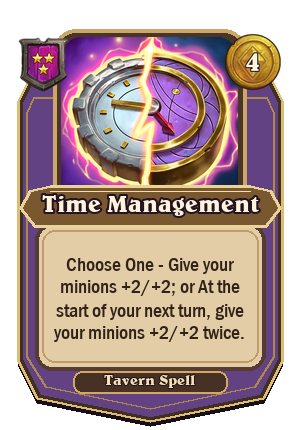 4
Time Management
Choose One - Give your
minions +2/+2; or At the
start of your next turn, give
your minions +2/+2 twice.
Tavern Spell